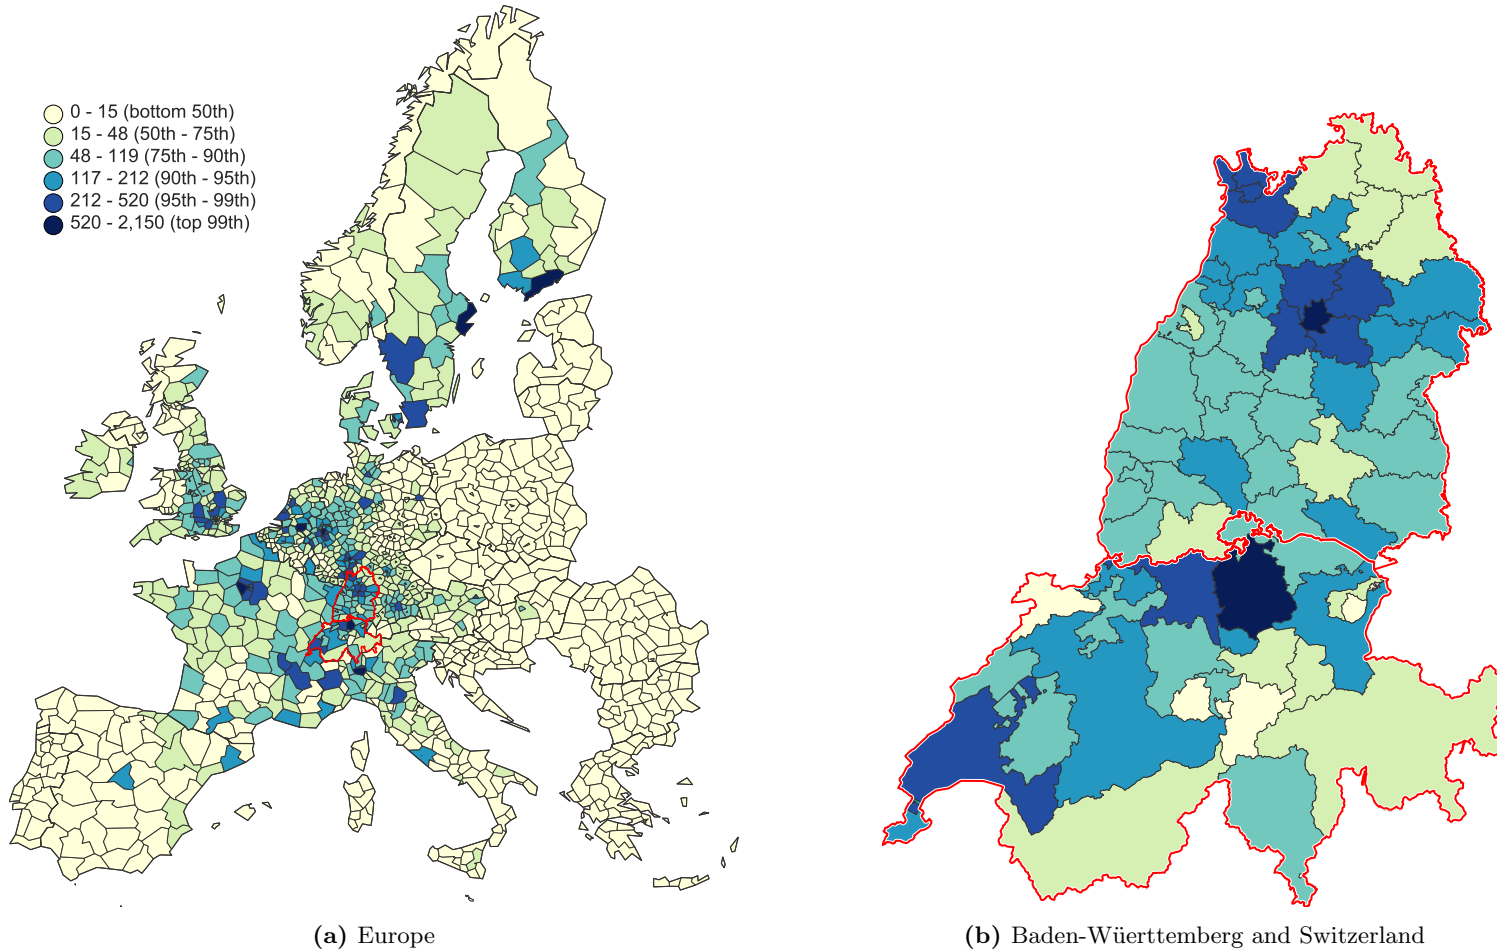 0 - 15 (bottom 50th)
15 - 48 (50th - 75th)
48 - 119 (75th - 90th)
117 - 212 (90th - 95th)
212 - 520 (95th - 99th)
520 - 2,150 (top 99th)
(a) Europe
(b) Baden-Wüerttemberg and Switzerland